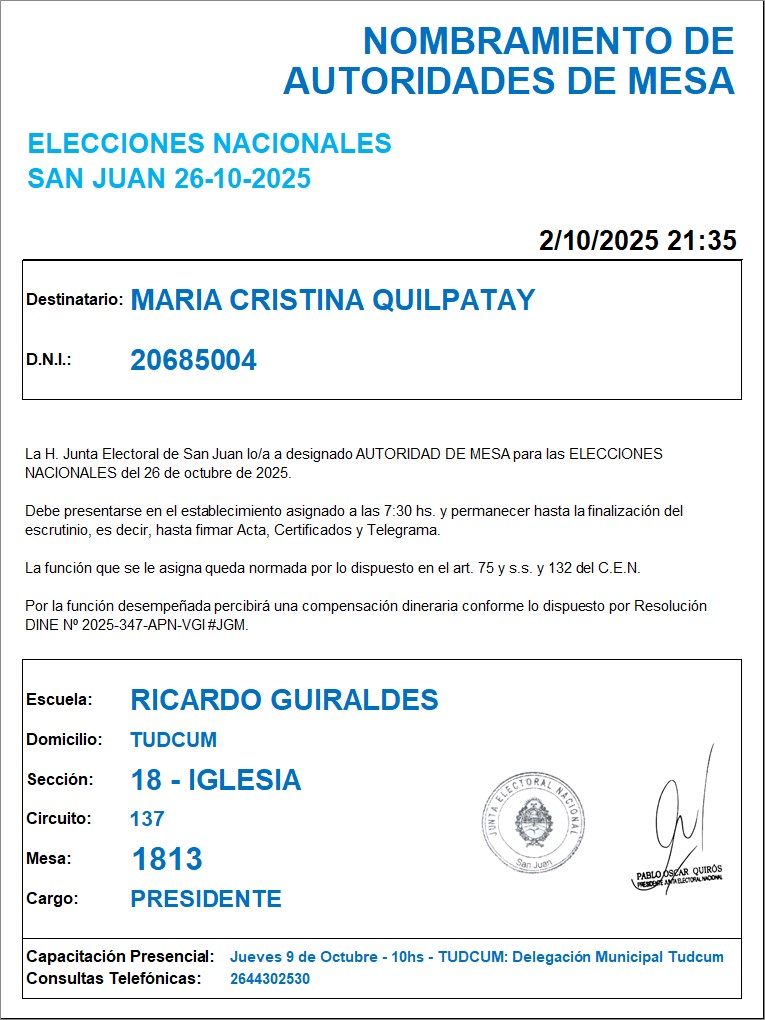 NOMBRAMIENTO DE
AUTORIDADES DE MESA
ELECCIONES NACIONALES
SAN JUAN 26-10-2025
2/10/2025 21:35
Destinatario: MARIA CRISTINA QUILPATAY
D.N.I.: 20685004
La H. Junta Electoral de San Juan lo/a a designado AUTORIDAD DE MESA para las ELECCIONES
NACIONALES del 26 de octubre de 2025.
Debe presentarse en el establecimiento asignado a las 7:30 hs. y permanecer hasta la finalización del
escrutinio, es decir, hasta firmar Acta, Certificados y Telegrama.
La función que se le asigna queda normada por lo dispuesto en el art. 75 y s.s. y 132 del C.E.N.
Por la función desempeñada percibirá una compensación dineraria conforme lo dispuesto por Resolución
DINE Nº 2025-347-APN-VGI#JGM.
Escuela: RICARDO GUIRALDES
Domicilio: TUDCUM
Sección: 18 - IGLESIA
Circuito: 137
Mesa: 1813
Cargo: PRESIDENTE
JUNTA ELECTORAL NACIONAL
San Juan
PABLO OSCAR QUIRÓS
PRESIDENTE JUNTA ELECTORAL NACIONAL
Capacitación Presencial: Jueves 9 de Octubre - 10hs - TUDCUM: Delegación Municipal Tudcum
Consultas Telefónicas: 2644302530